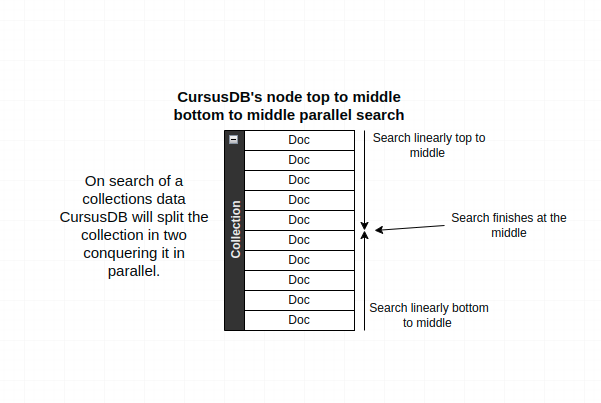 CursusDB's node top to middle
bottom to middle parallel search
On search of a
collections data
CursusDB will split the
collection in two
conquering it in
parallel.
Collection
Doc
Doc
Doc
Doc
Doc
Doc
Doc
Doc
Doc
Doc
Search linearly top to
middle
Search finishes at the
middle
Search linearly bottom
to middle